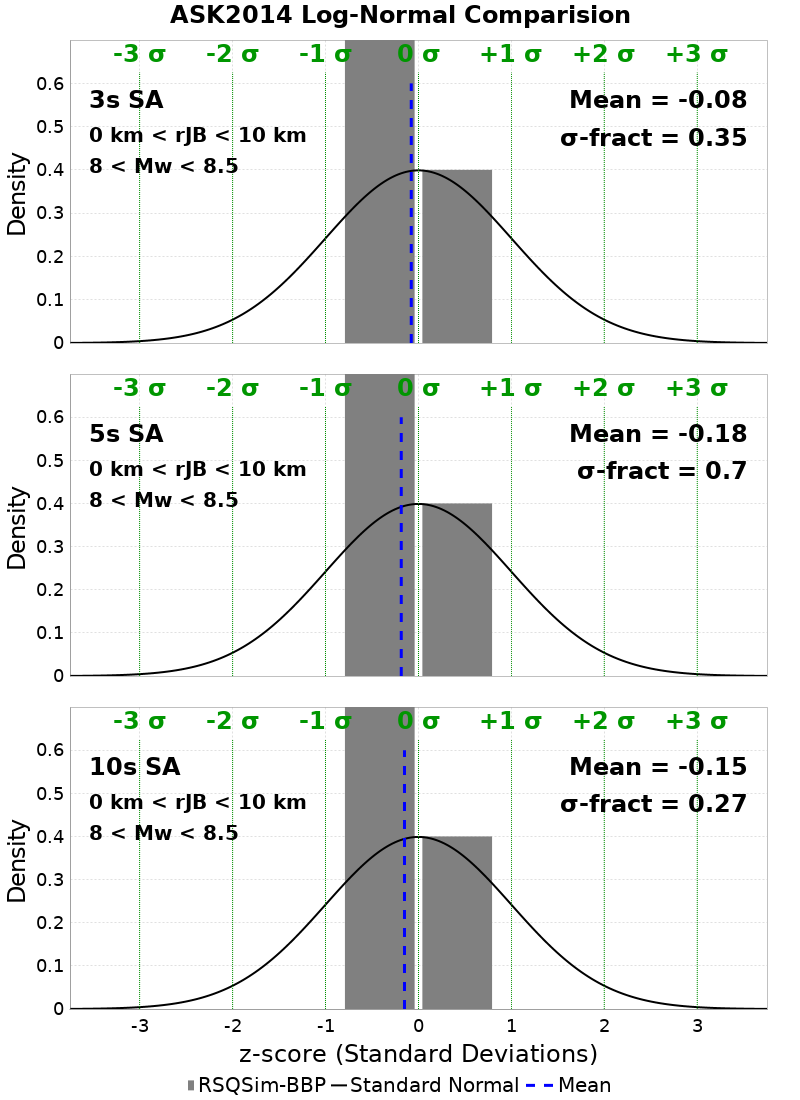 ASK2014 Log-Normal Comparision
-3 σ -2 σ -1 σ 0 σ +1 σ +2 σ +3 σ
3s SA
0 km < rJB < 10 km
8 < Mw < 8.5
Mean = -0.08
σ-fract = 0.35
Density
0.6
0.5
0.4
0.3
0.2
0.1
0
-3 σ -2 σ -1 σ 0 σ +1 σ +2 σ +3 σ
5s SA
0 km < rJB < 10 km
8 < Mw < 8.5
Mean = -0.18
σ-fract = 0.7
Density
0.6
0.5
0.4
0.3
0.2
0.1
0
-3 σ -2 σ -1 σ 0 σ +1 σ +2 σ +3 σ
10s SA
0 km < rJB < 10 km
8 < Mw < 8.5
Mean = -0.15
σ-fract = 0.27
Density
0.6
0.5
0.4
0.3
0.2
0.1
0
-3 -2 -1 0 1 2 3
z-score (Standard Deviations)
RSQSim-BBP Standard Normal Mean